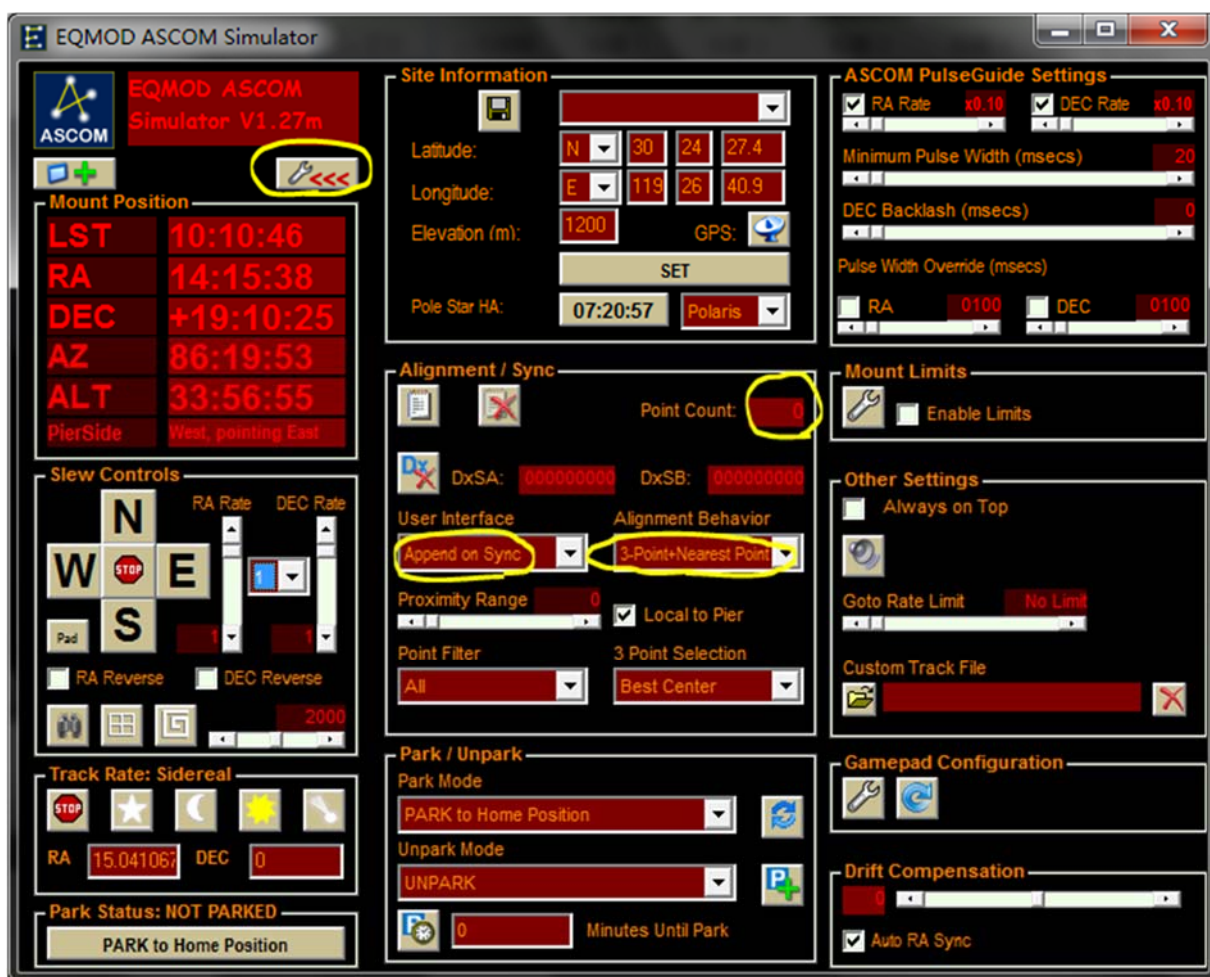 EQMOD ASCOM Simulator
ASCOM
EQMOD ASCOM
Simulator V1.27m
<<<
Mount Position
LST 10:10:46
RA 14:15:38
DEC +19:10:25
AZ 86:19:53
ALT 33:56:55
PierSide West, pointing East
Slew Controls
RA Rate DEC Rate
N
W STOP E
S
1
Pad
1 1
RA Reverse DEC Reverse
2000
Track Rate: Sidereal
STOP
RA 15.041067 DEC 0
Park Status: NOT PARKED
PARK to Home Position
Site Information
Latitude: N 30 24 27.4
Longitude: E 119 26 40.9
Elevation (m): 1200 GPS:
SET
Pole Star HA: 07:20:57 Polaris
Alignment / Sync
Point Count: 0
Dx DxSA: 000000000 DxSB: 000000000
User Interface Alignment Behavior
Append on Sync 3-Point+Nearest Point
Proximity Range 0
Local to Pier
Point Filter 3 Point Selection
All Best Center
Park / Unpark
Park Mode
PARK to Home Position
Unpark Mode
UNPARK
P
P 0 Minutes Until Park
ASCOM PulseGuide Settings
RA Rate x0.10 DEC Rate x0.10
Minimum Pulse Width (msecs) 20
DEC Backlash (msecs) 0
Pulse Width Override (msecs)
RA 0100 DEC 0100
Mount Limits
Enable Limits
Other Settings
Always on Top
Goto Rate Limit No Limit
Custom Track File
Gamepad Configuration
Drift Compensation
0
Auto RA Sync